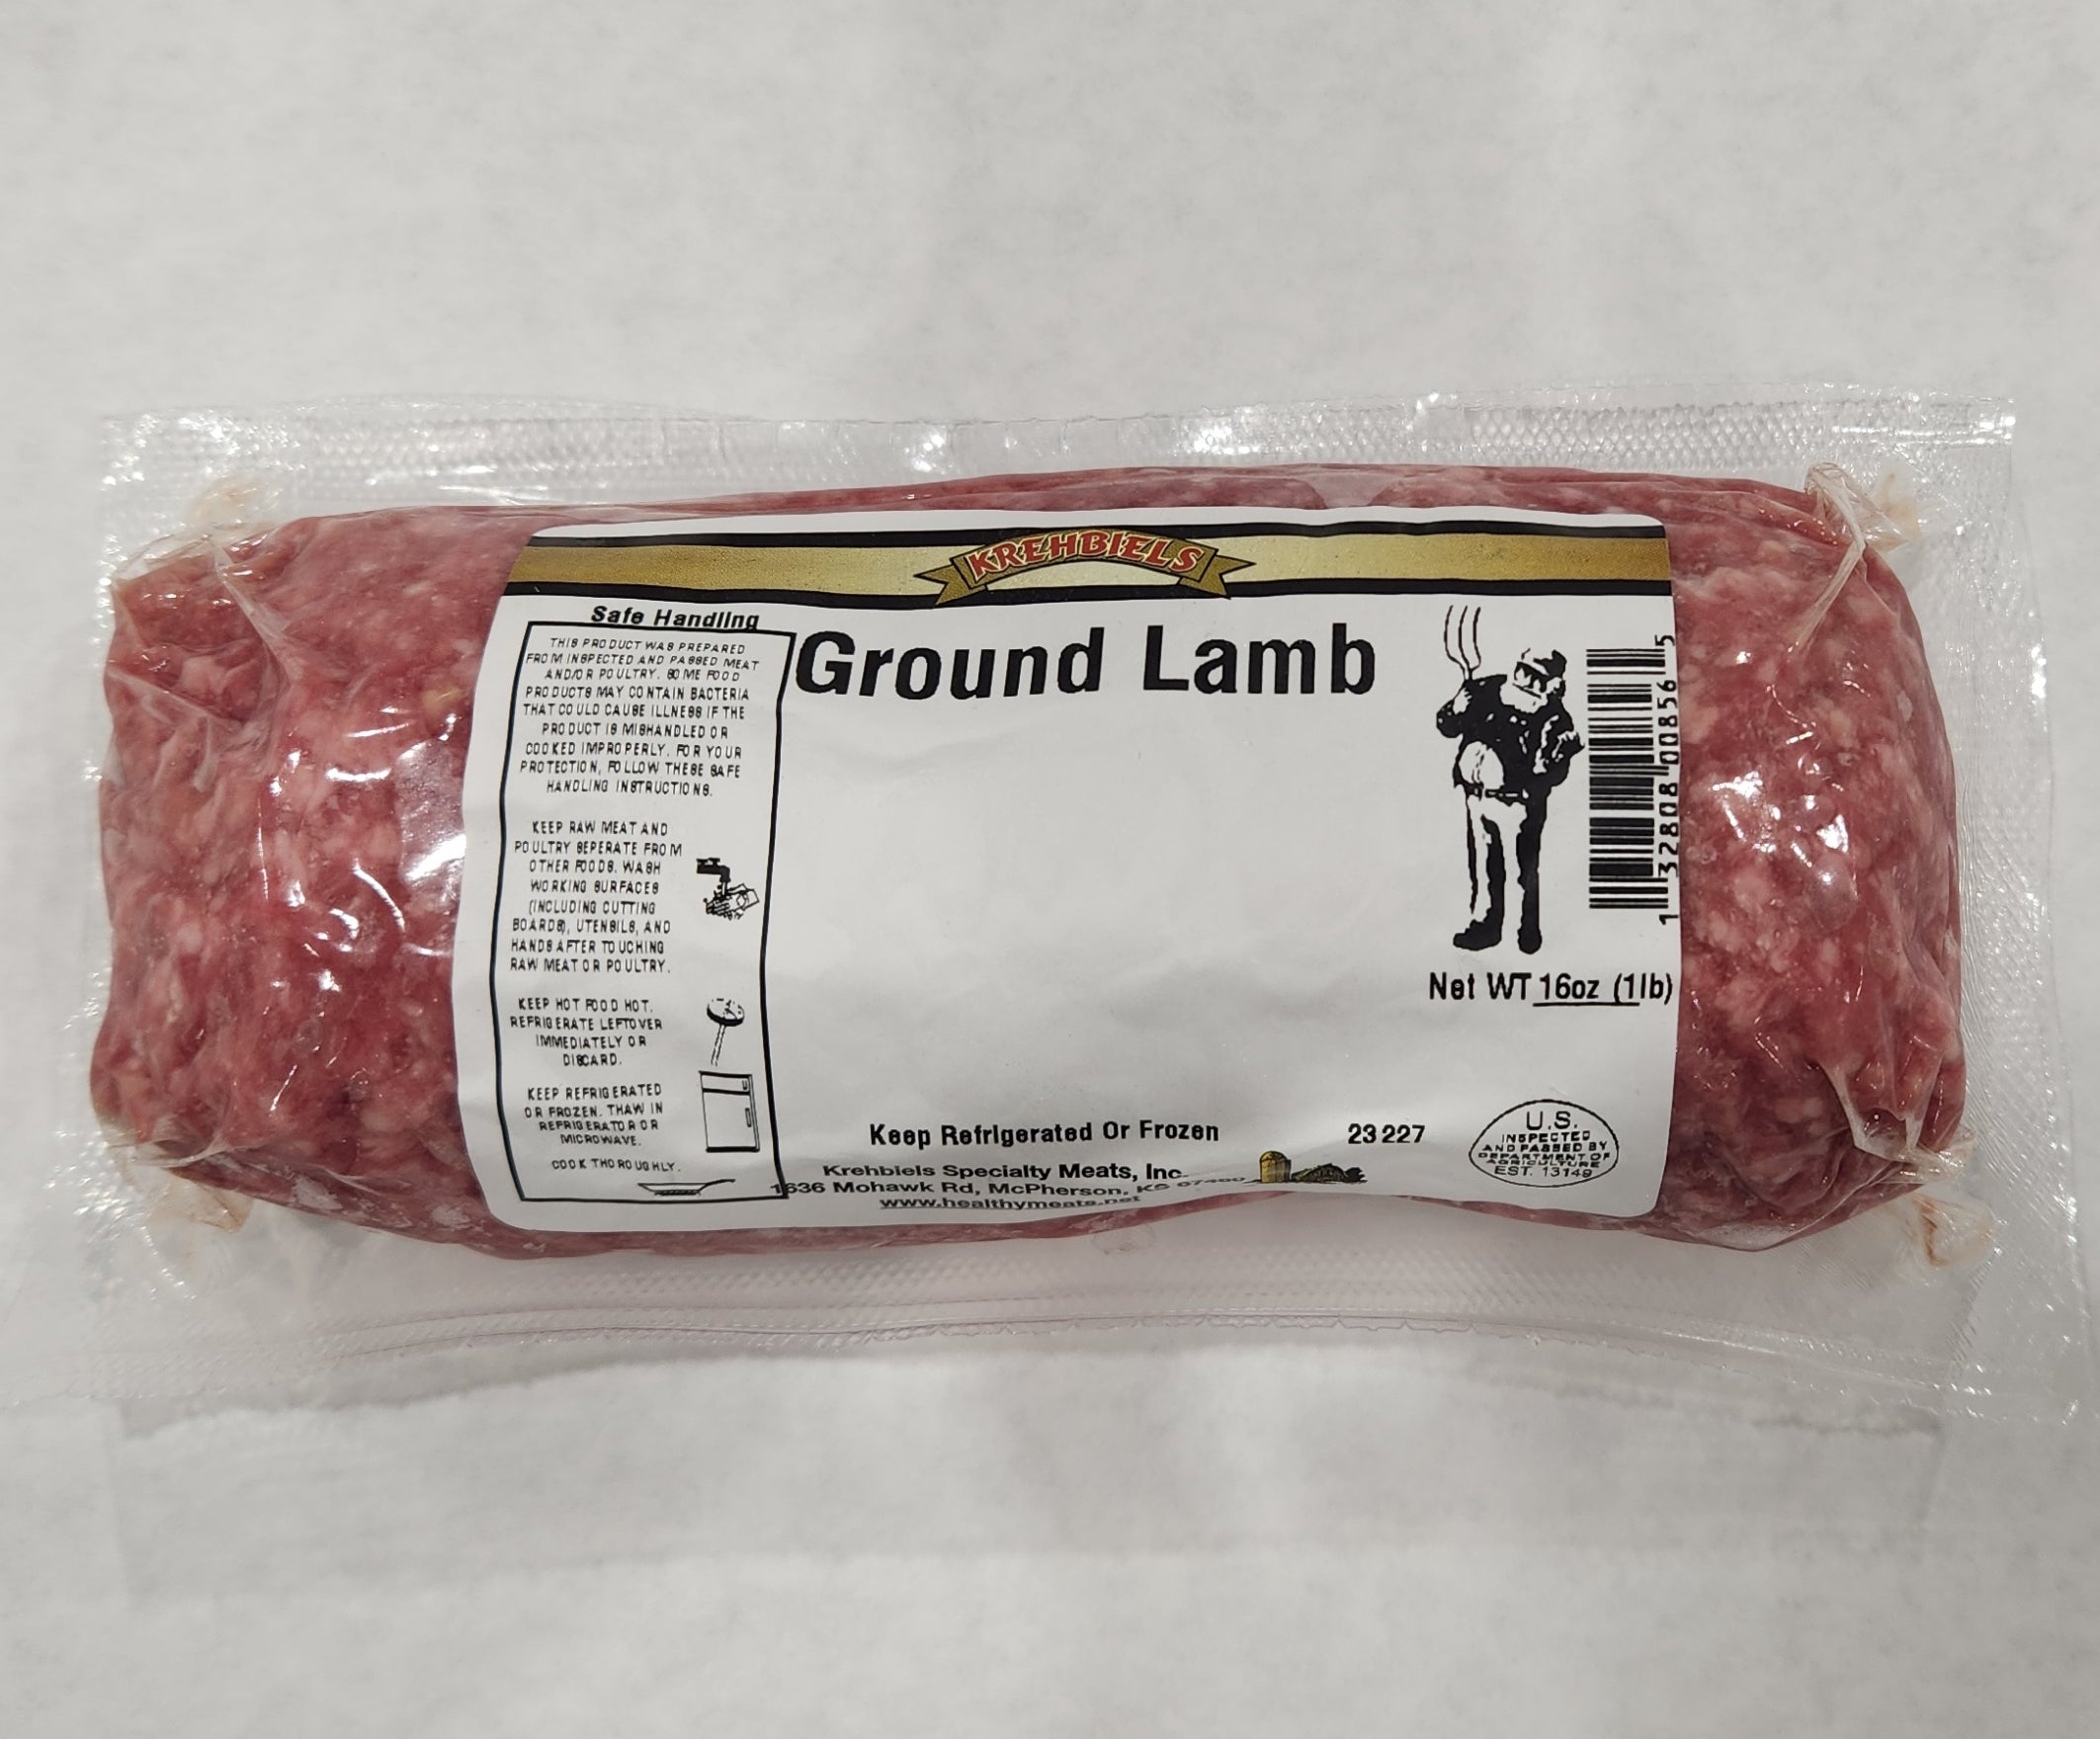 KREHBIELS
Safe Handling
THIS PRODUCT WAS PREPARED
FROM INSPECTED AND PASSED MEAT
AND/OR POULTRY. SOME FOOD
PRODUCTS MAY CONTAIN BACTERIA
THAT COULD CAUSE ILLNESS IF THE
PRODUCT IS MISHANDLED OR
COOKED IMPROPERLY. FOR YOUR
PROTECTION, FOLLOW THESE SAFE
HANDLING INSTRUCTIONS.
KEEP RAW MEAT AND
POULTRY SEPERATE FROM
OTHER FOODS. WASH
WORKING SURFACES
(INCLUDING CUTTING
BOARDS), UTENSILS, AND
HANDS AFTER TOUCHING
RAW MEAT OR POULTRY.
KEEP HOT FOOD HOT.
REFRIGERATE LEFTOVER
IMMEDIATELY OR
DISCARD.
KEEP REFRIGERATED
OR FROZEN. THAW IN
REFRIGERATOR OR
MICROWAVE.
COOK THOROUGHLY.
Ground Lamb
1 32808 00856 5
Net WT 16oz (1lb)
Keep Refrigerated Or Frozen
23 227
U.S.
INSPECTED
AND PASSED BY
DEPARTMENT OF
AGRICULTURE
EST. 13149
Krehbiels Specialty Meats, Inc.
1636 Mohawk Rd, McPherson, KS 67460
www.healthymeats.net